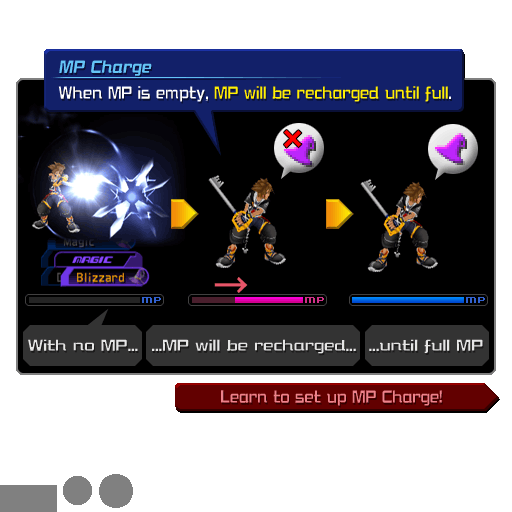 MP Charge
When MP is empty, MP will be recharged until full.
Magic
MAGIC
Blizzard
MP
MP
MP
With no MP...
...MP will be recharged...
...until full MP
Learn to set up MP Charge!